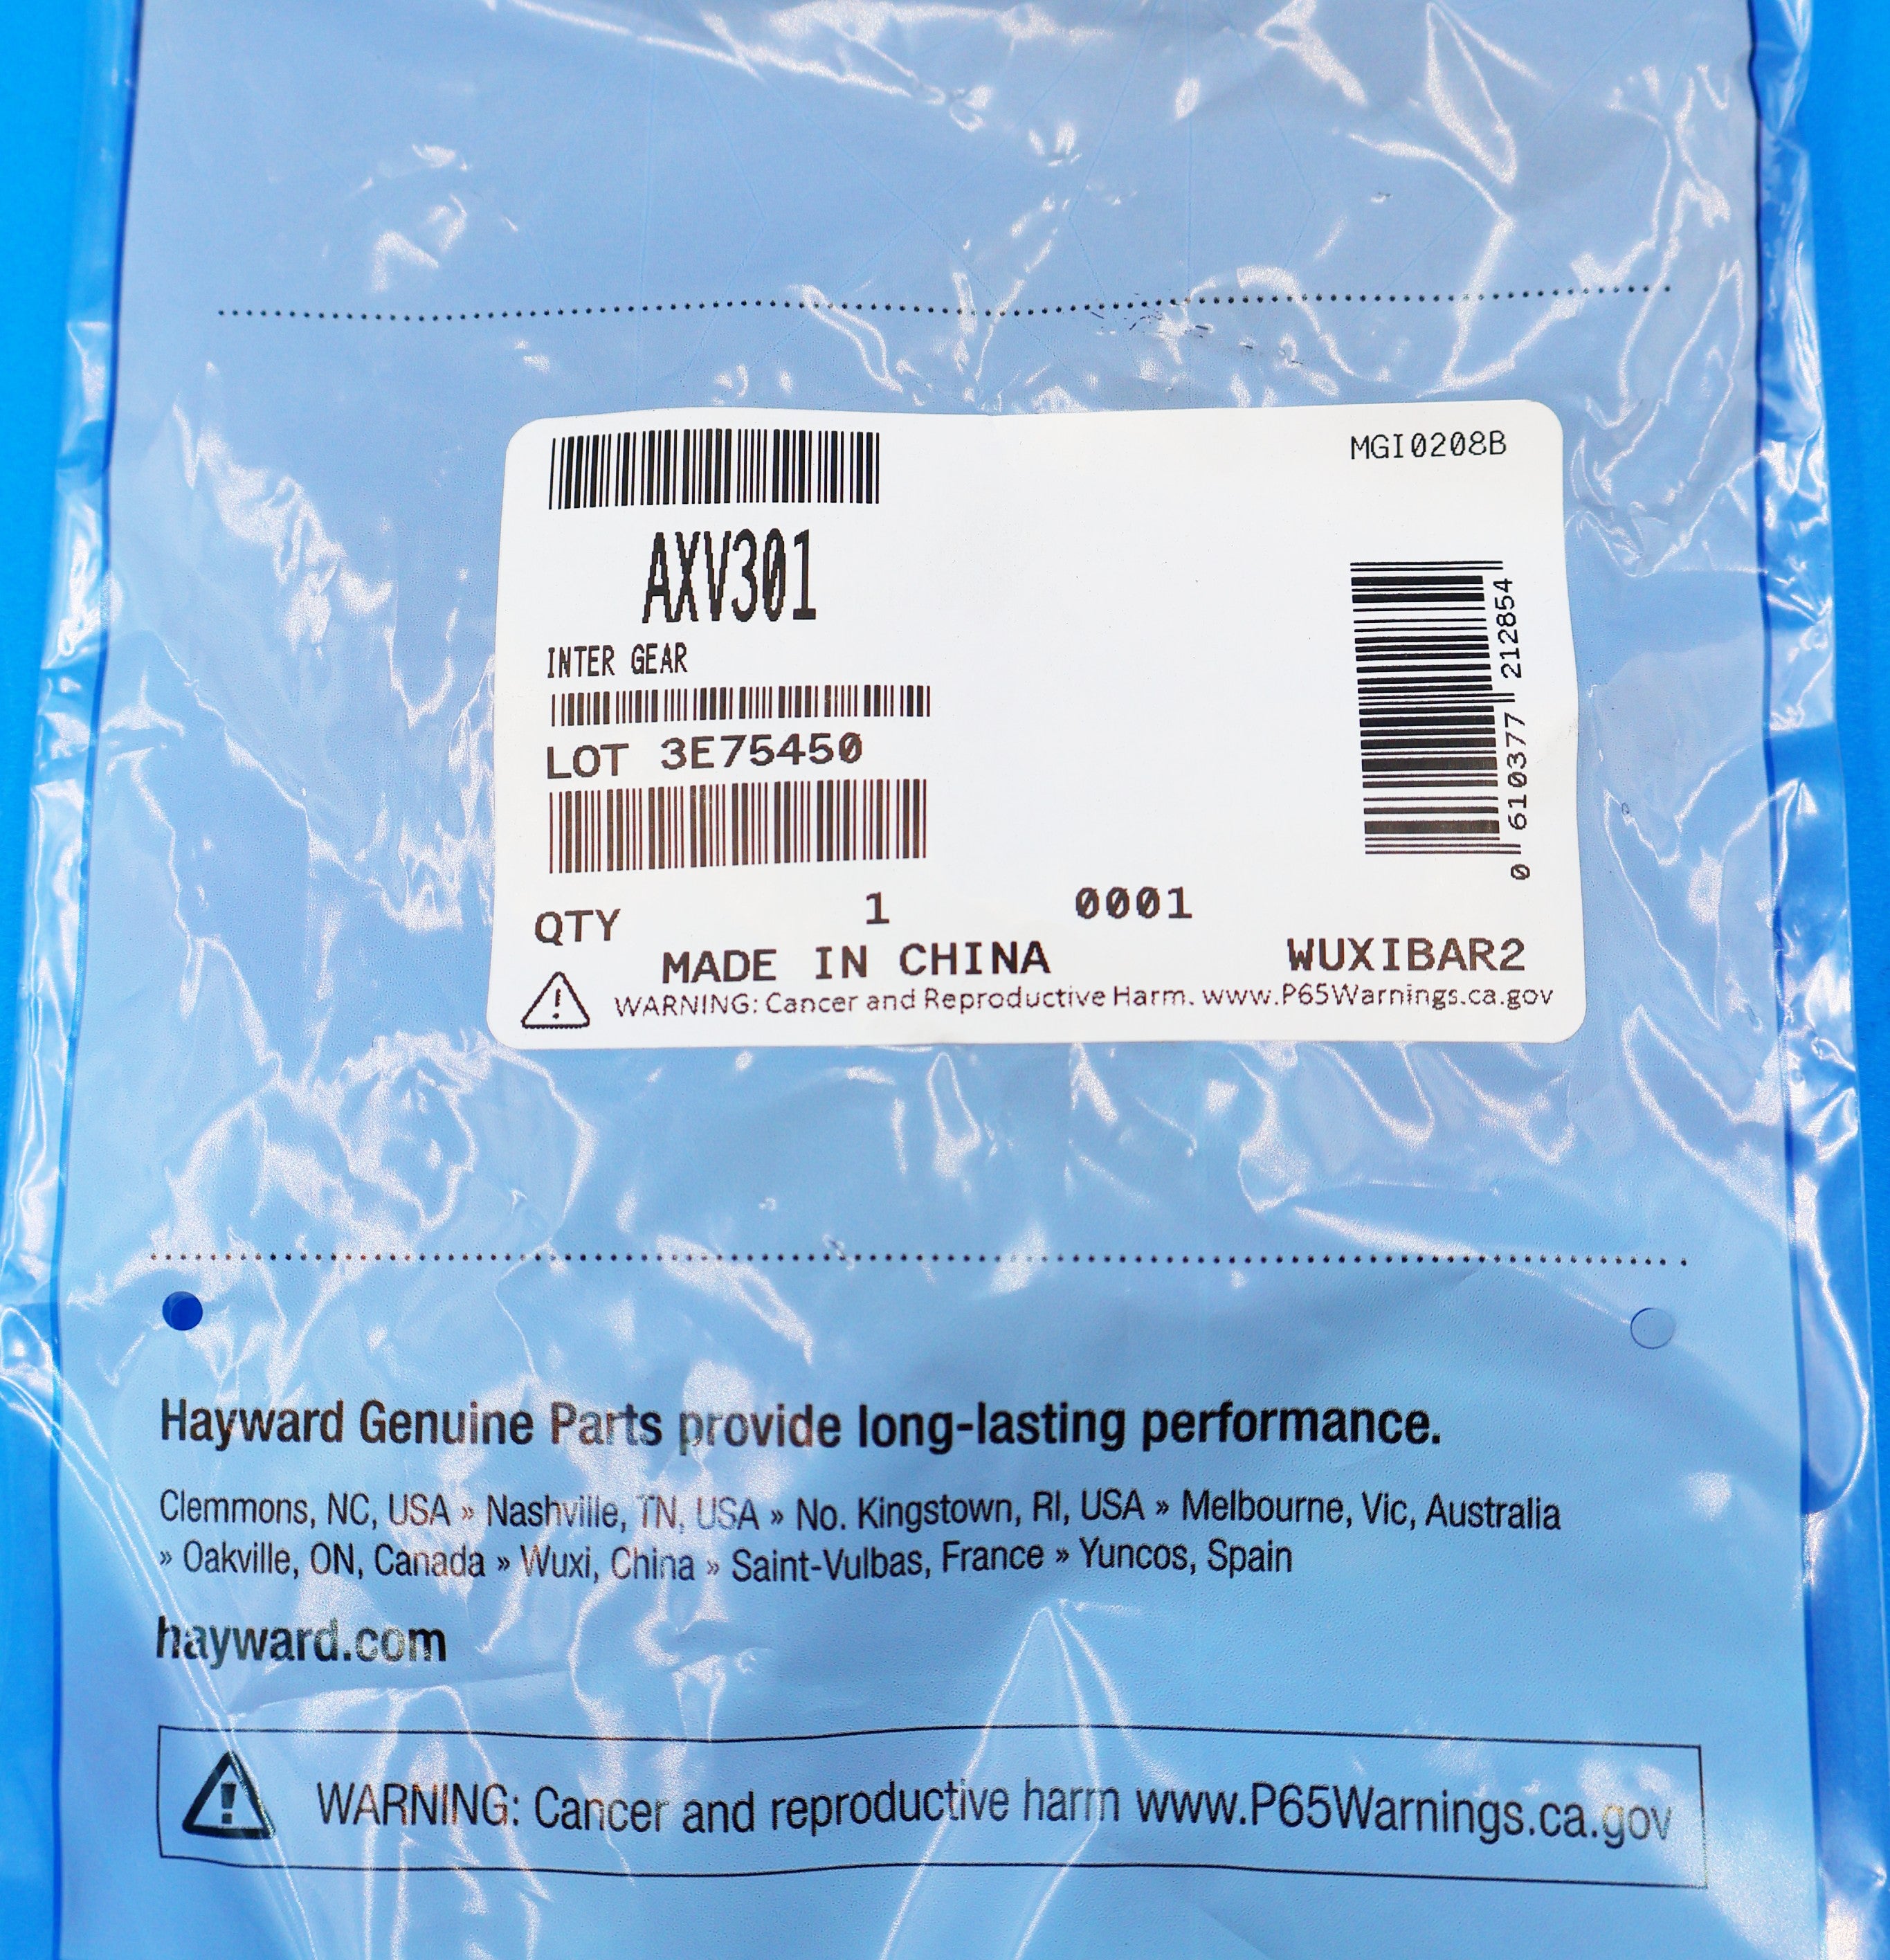 MGI0208B
AXV301
INTER GEAR
LOT 3E75450
0 610377 212854
QTY 1 0001
MADE IN CHINA WUXIBAR2
WARNING: Cancer and Reproductive Harm. www.P65Warnings.ca.gov
Hayward Genuine Parts provide long-lasting performance.
Clemmons, NC, USA » Nashville, TN, USA » No. Kingstown, RI, USA » Melbourne, Vic, Australia
» Oakville, ON, Canada » Wuxi, China » Saint-Vulbas, France » Yuncos, Spain
hayward.com
WARNING: Cancer and reproductive harm www.P65Warnings.ca.gov